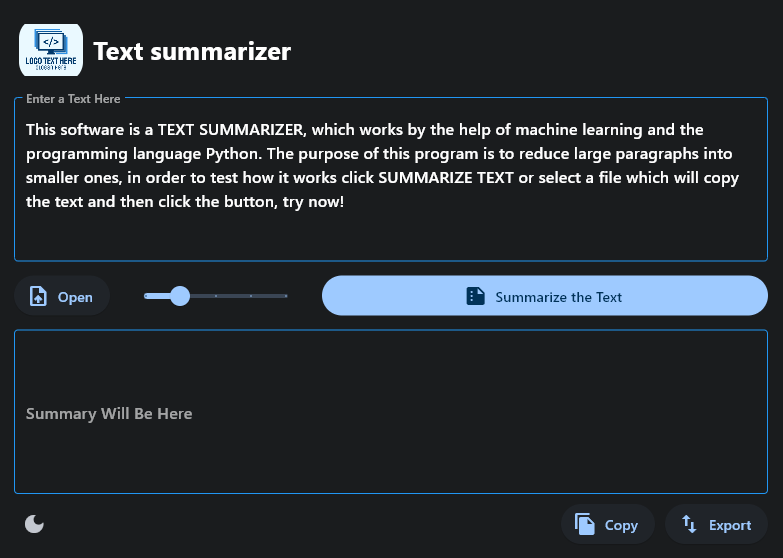 </>
LOGO TEXT HERE
SLOGAN HERE
Text summarizer
Enter a Text Here
This software is a TEXT SUMMARIZER, which works by the help of machine learning and the
programming language Python. The purpose of this program is to reduce large paragraphs into
smaller ones, in order to test how it works click SUMMARIZE TEXT or select a file which will copy
the text and then click the button, try now!
Open
Summarize the Text
Summary Will Be Here
Copy
Export